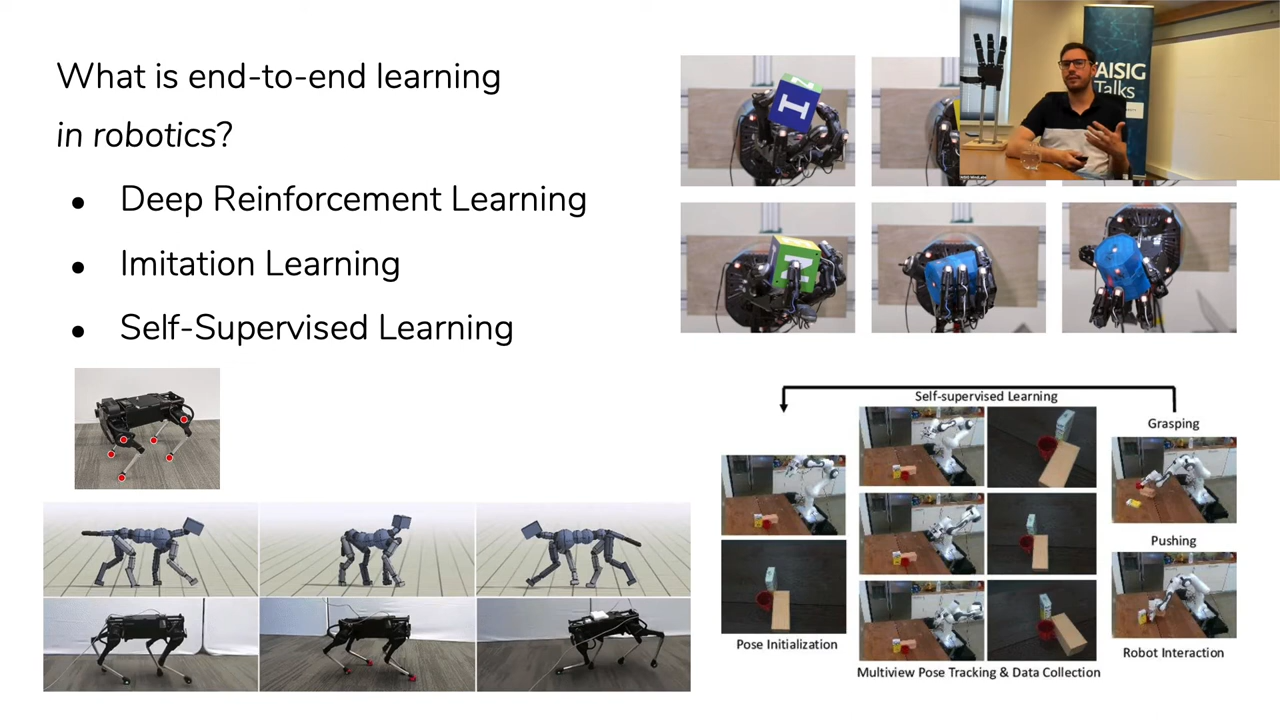 What is end-to-end learning
in robotics?
● Deep Reinforcement Learning
● Imitation Learning
● Self-Supervised Learning
AISIG
Talks
Self-supervised Learning
Grasping
Pushing
Pose Initialization
Robot Interaction
Multiview Pose Tracking & Data Collection